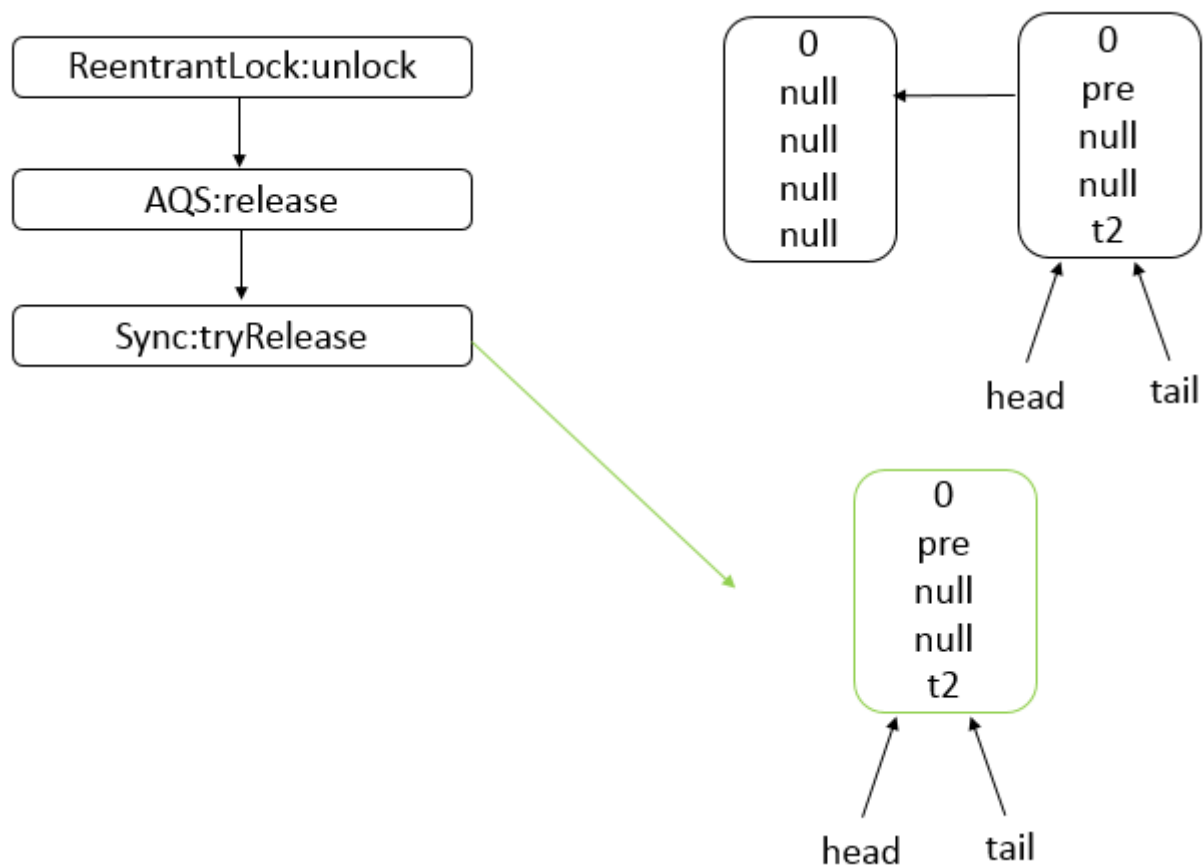 ReentrantLock:unlock
AQS:release
Sync:tryRelease
0
null
null
null
null
0
pre
null
null
t2
head
tail
0
pre
null
null
t2
head
tail